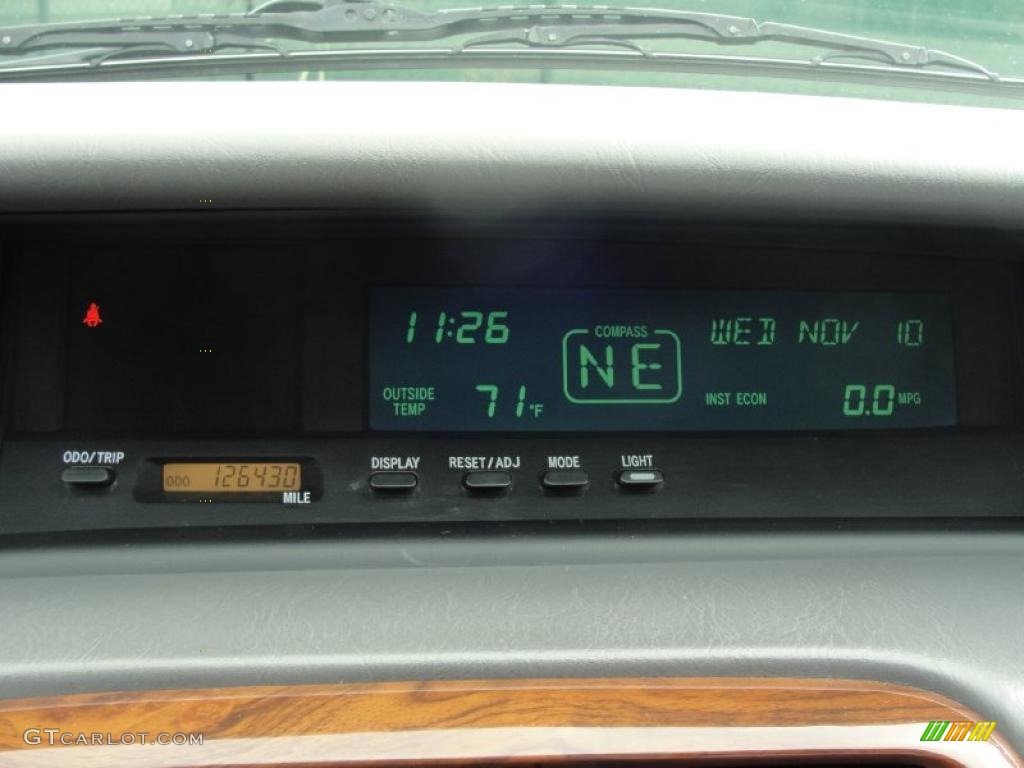 11:26
COMPASS
NE
WED NOV 10
OUTSIDE TEMP 71°F
INST ECON 0.0 MPG
ODO/TRIP
ODO 126430
MILE
DISPLAY RESET/ADJ MODE LIGHT
GTCARLOT.COM